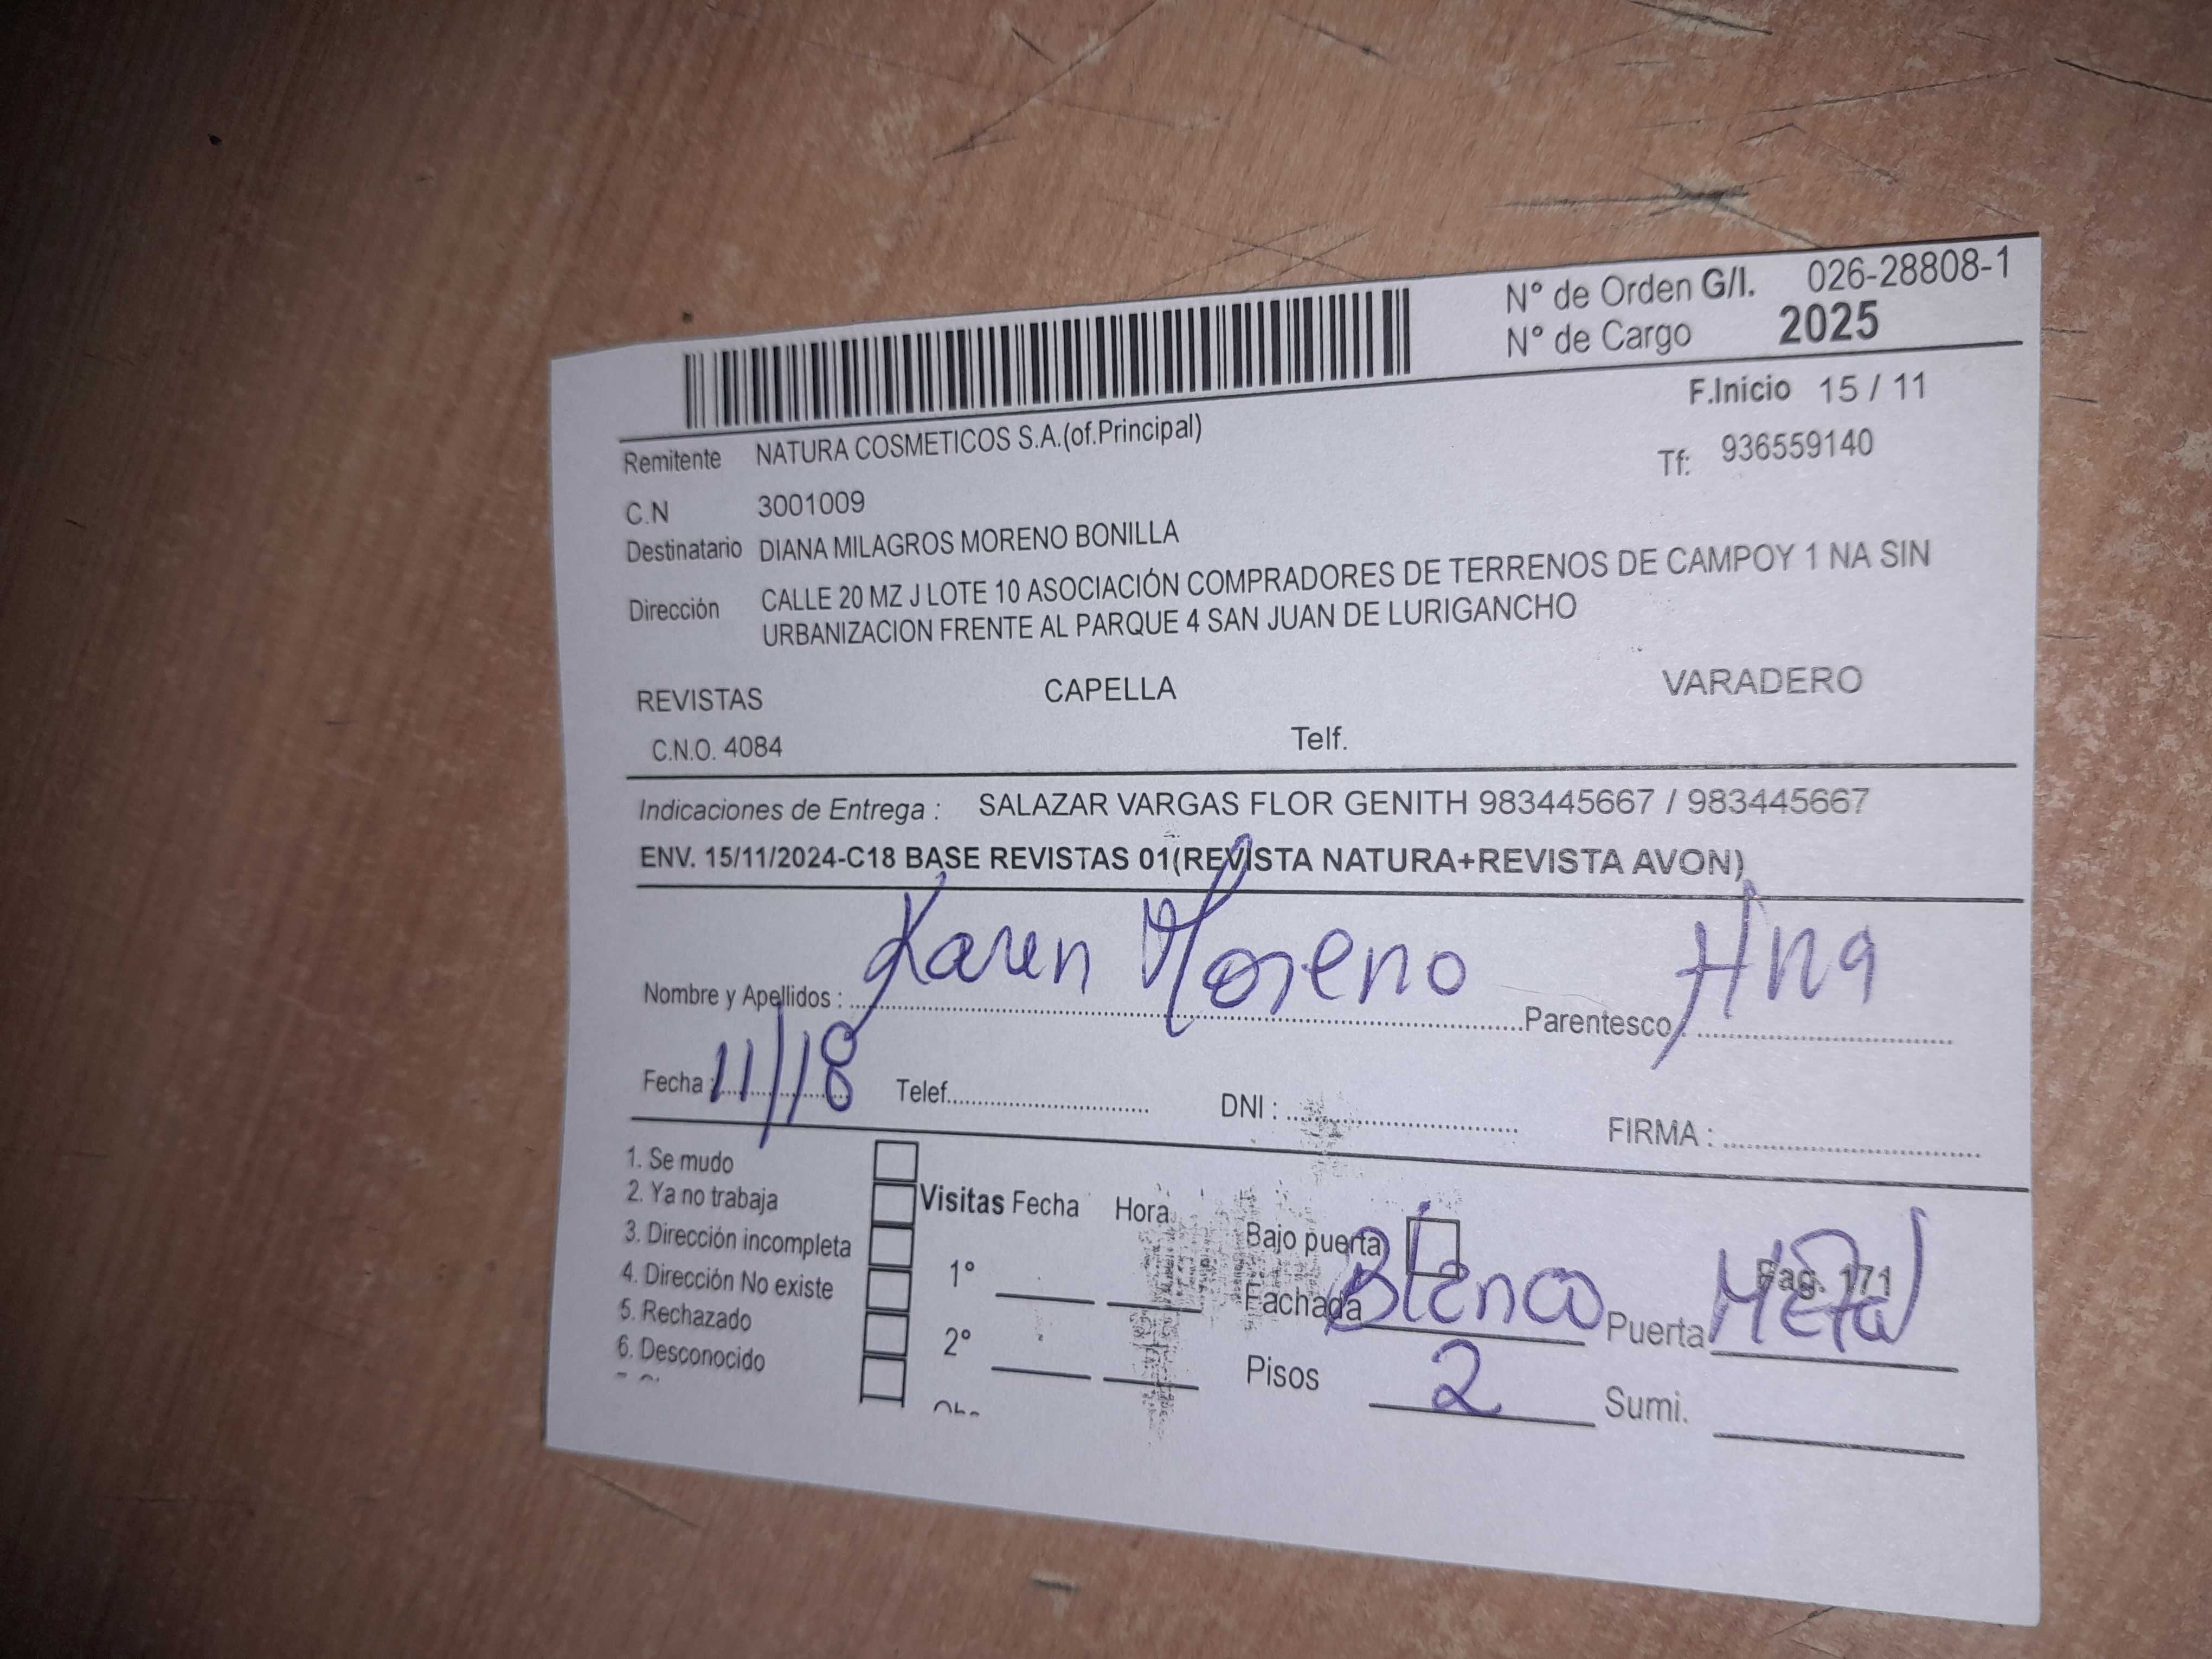 N° de Orden G/I. 026-28808-1
N° de Cargo 2025
F.Inicio 15 / 11
Remitente NATURA COSMETICOS S.A.(of.Principal)
Tf: 936559140
C.N 3001009
Destinatario DIANA MILAGROS MORENO BONILLA
Dirección CALLE 20 MZ J LOTE 10 ASOCIACIÓN COMPRADORES DE TERRENOS DE CAMPOY 1 NA SIN
URBANIZACION FRENTE AL PARQUE 4 SAN JUAN DE LURIGANCHO
REVISTAS CAPELLA VARADERO
C.N.O. 4084 Telf.
Indicaciones de Entrega : SALAZAR VARGAS FLOR GENITH 983445667 / 983445667
ENV. 15/11/2024-C18 BASE REVISTAS 01(REVISTA NATURA+REVISTA AVON)
Nombre y Apellidos : Karen Moreno Parentesco : Hna
Fecha : 11/18 Telef. DNI : FIRMA :
1. Se mudo
2. Ya no trabaja
3. Dirección incompleta
4. Dirección No existe
5. Rechazado
6. Desconocido
Visitas Fecha Hora
1°
2°
Bajo puerta
Pag. 171
Fachada Blanco Puerta Metal
Pisos 2 Sumi.